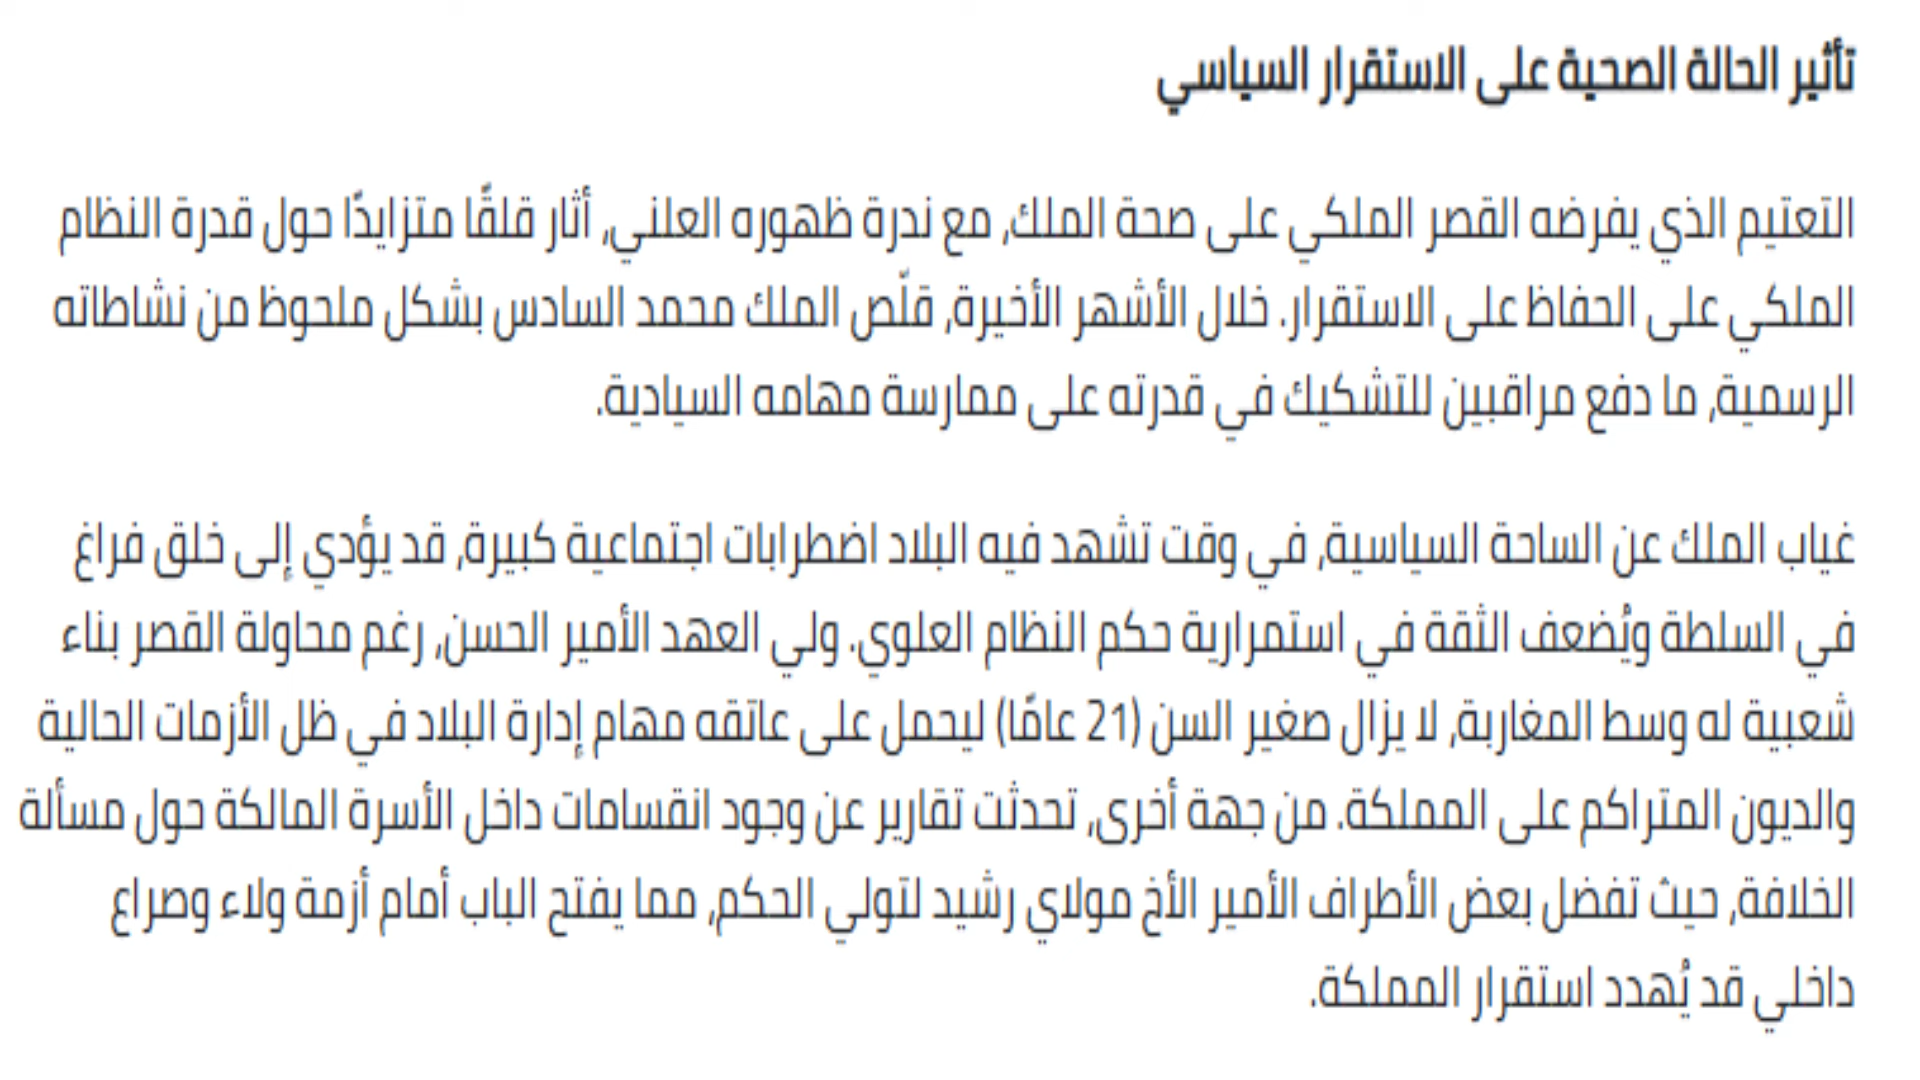 تأثير الحالة الصحية على الاستقرار السياسي
التعتيم الذي يفرضه القصر الملكي على صحة الملك، مع ندرة ظهوره العلني، أثار قلقًا متزايدًا حول قدرة النظام
الملكي على الحفاظ على الاستقرار. خلال الأشهر الأخيرة، قلّص الملك محمد السادس بشكل ملحوظ من نشاطاته
الرسمية، ما دفع مراقبين للتشكيك في قدرته على ممارسة مهامه السيادية.
غياب الملك عن الساحة السياسية، في وقت تشهد فيه البلاد اضطرابات اجتماعية كبيرة، قد يؤدي إلى خلق فراغ
في السلطة ويُضعف الثقة في استمرارية حكم النظام العلوي. ولي العهد الأمير الحسن، رغم محاولة القصر بناء
شعبية له وسط المغاربة، لا يزال صغير السن (21 عامًا) ليحمل على عاتقه مهام إدارة البلاد في ظل الأزمات الحالية
والديون المتراكم على المملكة. من جهة أخرى، تحدثت تقارير عن وجود انقسامات داخل الأسرة المالكة حول مسألة
الخلافة، حيث تفضل بعض الأطراف الأمير الأخ مولاي رشيد لتولي الحكم، مما يفتح الباب أمام أزمة ولاء وصراع
داخلي قد يُهدد استقرار المملكة.